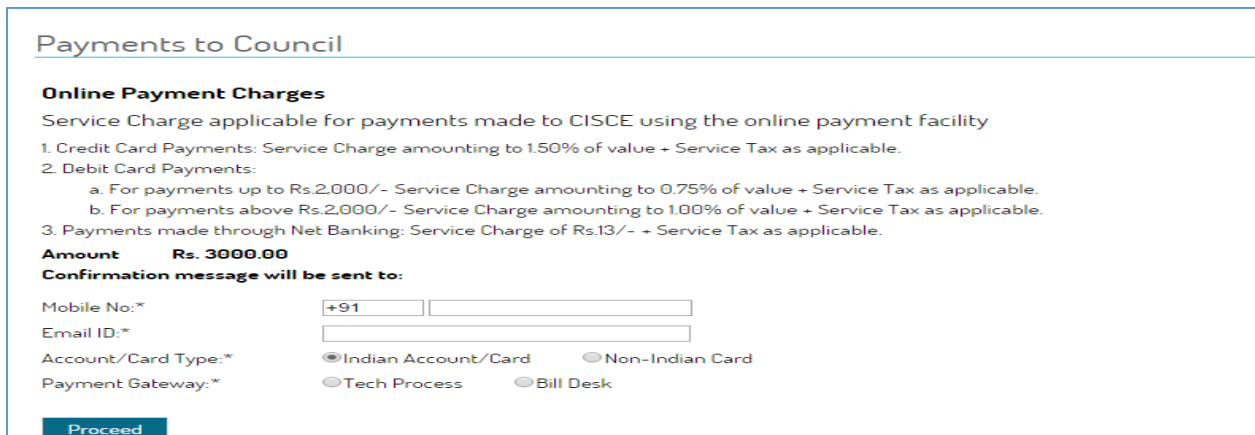 Payments to Council
Online Payment Charges
Service Charge applicable for payments made to CISCE using the online payment facility
1. Credit Card Payments: Service Charge amounting to 1.50% of value + Service Tax as applicable.
2. Debit Card Payments:
a. For payments up to Rs.2,000/- Service Charge amounting to 0.75% of value + Service Tax as applicable.
b. For payments above Rs.2,000/- Service Charge amounting to 1.00% of value + Service Tax as applicable.
3. Payments made through Net Banking: Service Charge of Rs.13/- + Service Tax as applicable.
Amount Rs. 3000.00
Confirmation message will be sent to:
Mobile No:* +91
Email ID:*
Account/Card Type:* Indian Account/Card Non-Indian Card
Payment Gateway:* Tech Process Bill Desk
Proceed